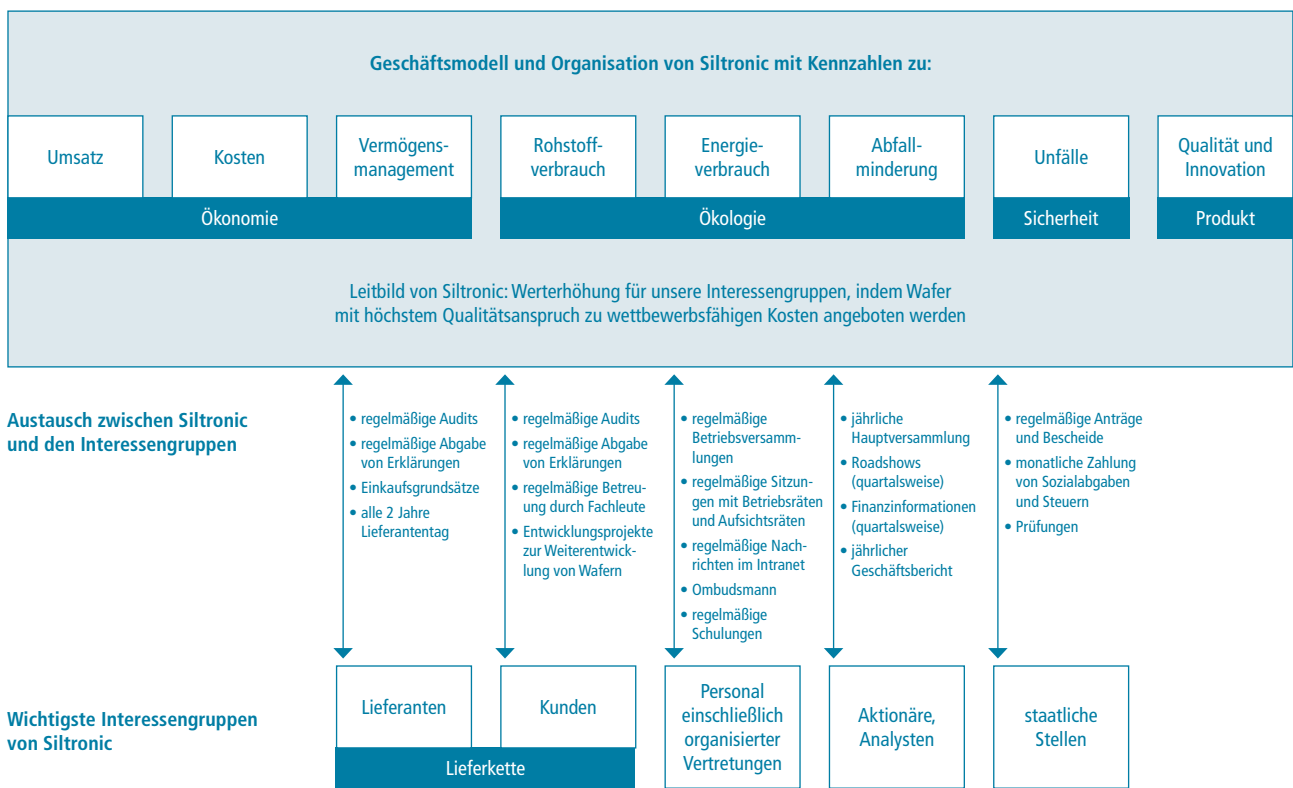 Geschäftsmodell und Organisation von Siltronic mit Kennzahlen zu:
Umsatz
Kosten
Vermögens-
management
Rohstoff-
verbrauch
Energie-
verbrauch
Abfall-
minderung
Unfälle
Qualität und
Innovation
Ökonomie
Ökologie
Sicherheit
Produkt
Leitbild von Siltronic: Werterhöhung für unsere Interessengruppen, indem Wafer
mit höchstem Qualitätsanspruch zu wettbewerbsfähigen Kosten angeboten werden
Austausch zwischen Siltronic
und den Interessengruppen
• regelmäßige Audits
• regelmäßige Abgabe
von Erklärungen
• Einkaufsgrundsätze
• alle 2 Jahre
Lieferantentag
• regelmäßige Audits
• regelmäßige Abgabe
von Erklärungen
• regelmäßige Betreu-
ung durch Fachleute
• Entwicklungsprojekte
zur Weiterentwick-
lung von Wafern
• regelmäßige
Betriebsversamm-
lungen
• regelmäßige Sitzun-
gen mit Betriebsräten
und Aufsichtsräten
• regelmäßige Nach-
richten im Intranet
• Ombudsmann
• regelmäßige
Schulungen
• jährliche
Hauptversammlung
• Roadshows
(quartalsweise)
• Finanzinformationen
(quartalsweise)
• jährlicher
Geschäftsbericht
• regelmäßige Anträge
und Bescheide
• monatliche Zahlung
von Sozialabgaben
und Steuern
• Prüfungen
Wichtigste Interessengruppen
von Siltronic
Lieferanten
Kunden
Lieferkette
Personal
einschließlich
organisierter
Vertretungen
Aktionäre,
Analysten
staatliche
Stellen